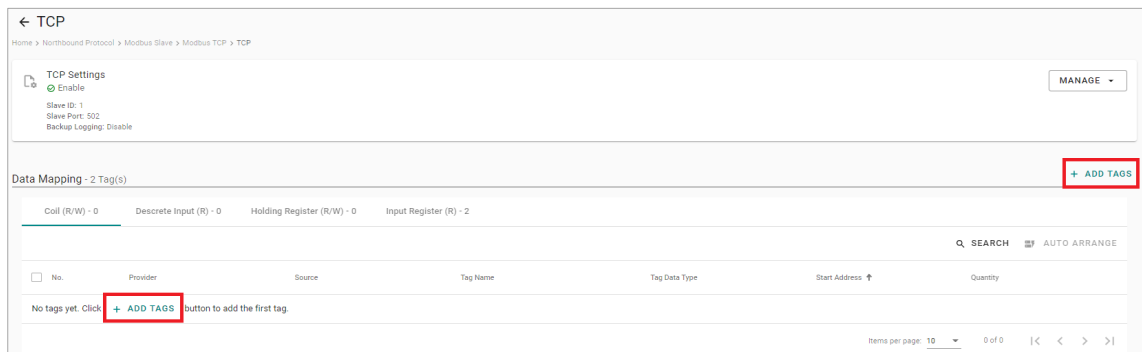 ← TCP
Home > Northbound Protocol > Modbus Slave > Modbus TCP > TCP
TCP Settings
Enable
MANAGE
Slave ID: 1
Slave Port: 502
Backup Logging: Disable
Data Mapping - 2 Tag(s)
+ ADD TAGS
Coil (R/W) - 0 Descrete Input (R) - 0 Holding Register (R/W) - 0 Input Register (R) - 2
SEARCH AUTO ARRANGE
No. Provider Source Tag Name Tag Data Type Start Address ↑ Quantity
No tags yet. Click + ADD TAGS button to add the first tag.
Items per page: 10 0 of 0 |< < > >|